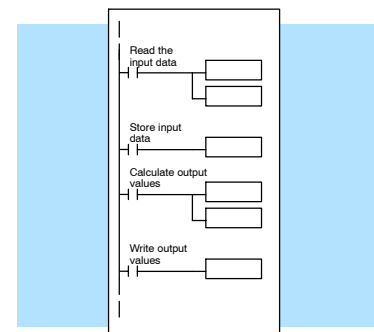 Read the
input data
Store input
data
Calculate output
values
Write output
values